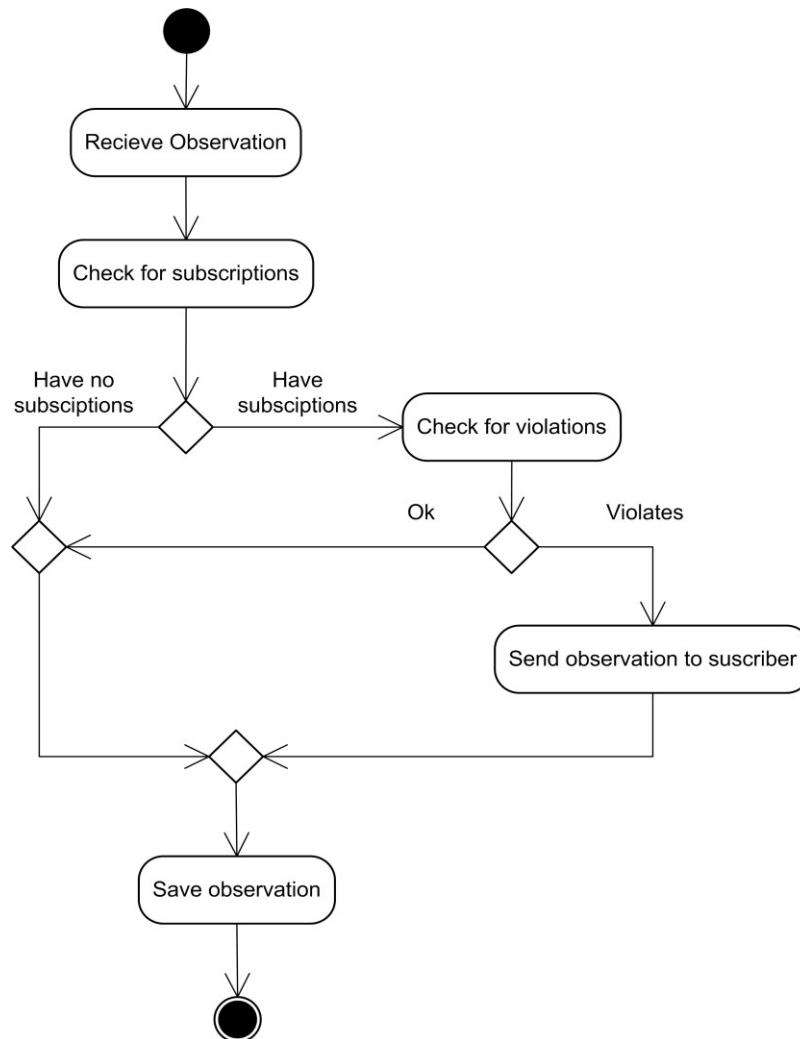 Recieve Observation
Check for subscriptions
Have no
subsciptions
Have
subsciptions
Check for violations
Ok
Violates
Send observation to suscriber
Save observation